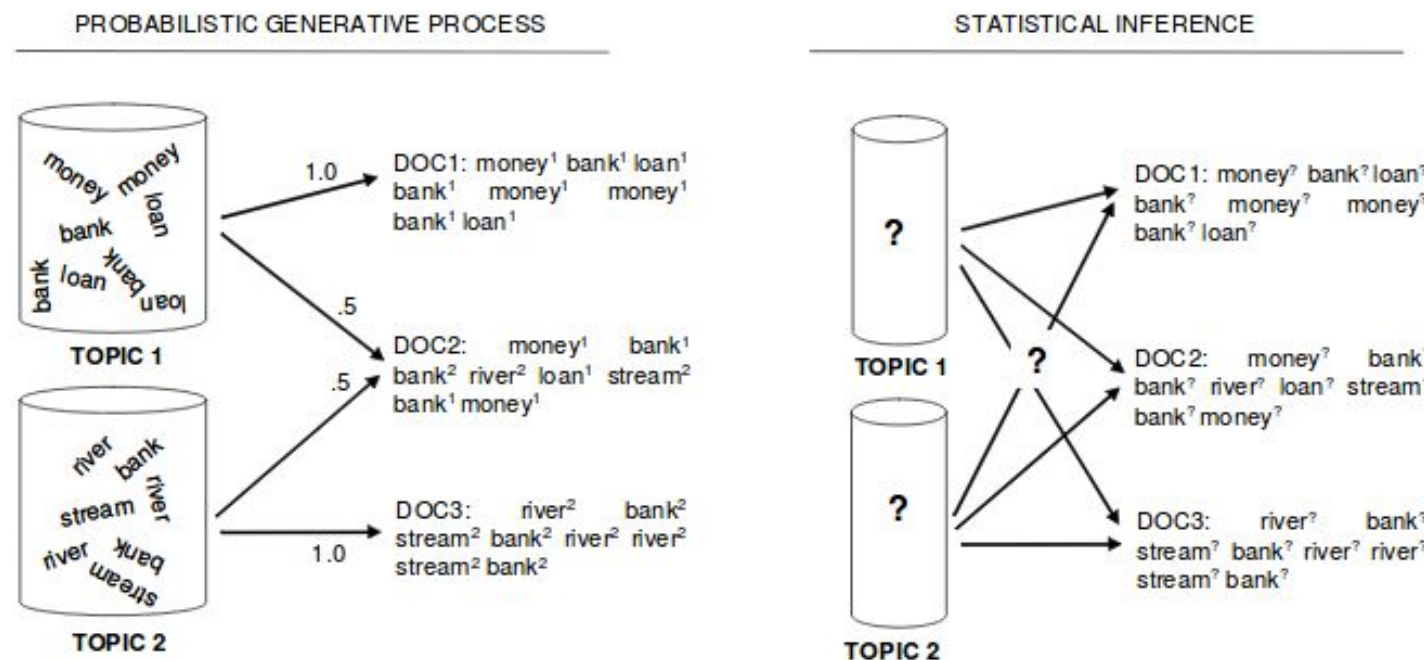 PROBABILISTIC GENERATIVE PROCESS
money
money
loan
bank
bank
loan
bank
loan
TOPIC 1
river
bank
river
stream
river
bank
stream
TOPIC 2
1.0
.5
.5
1.0
DOC1: money¹ bank¹ loan¹
bank¹ money¹ money¹
bank¹ loan¹
DOC2: money¹ bank¹
bank² river² loan¹ stream²
bank¹ money¹
DOC3: river² bank²
stream² bank² river² river²
stream² bank²
STATISTICAL INFERENCE
?
TOPIC 1
?
TOPIC 2
?
DOC1: money? bank? loan?
bank? money? money?
bank? loan?
DOC2: money? bank?
bank? river? loan? stream?
bank? money?
DOC3: river? bank?
stream? bank? river? river?
stream? bank?